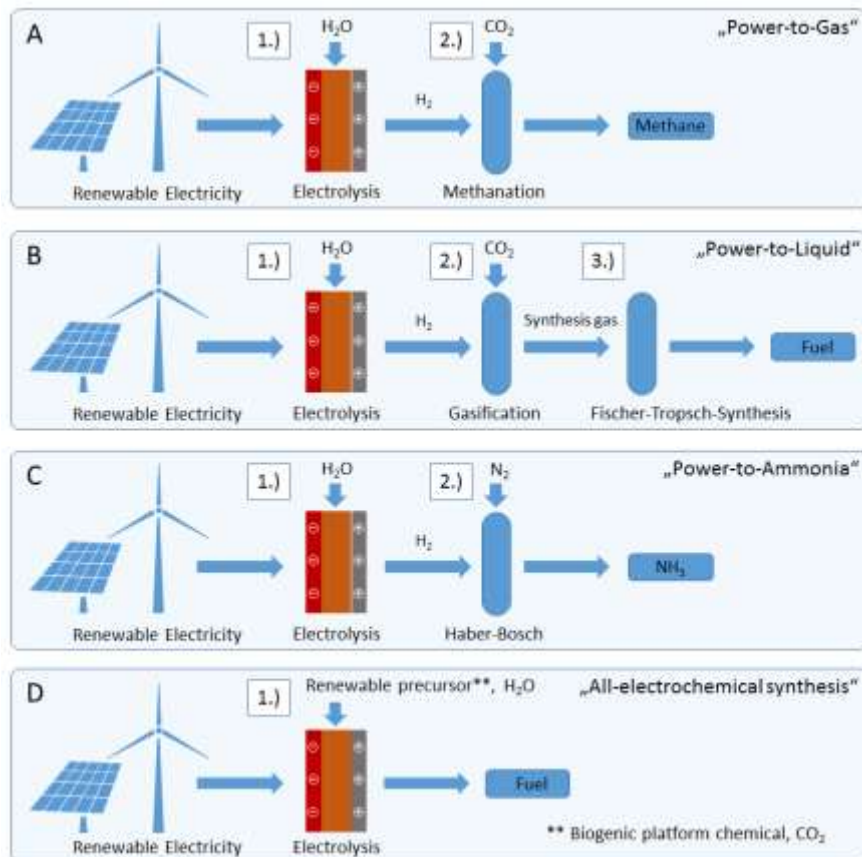 A
1.)
H₂O
2.)
CO₂
„Power-to-Gas“
H₂
Methane
Renewable Electricity
Electrolysis
Methanation
B
1.)
H₂O
2.)
CO₂
3.)
„Power-to-Liquid“
H₂
Synthesis gas
Fuel
Renewable Electricity
Electrolysis
Gasification
Fischer-Tropsch-Synthesis
C
1.)
H₂O
2.)
N₂
„Power-to-Ammonia“
H₂
NH₃
Renewable Electricity
Electrolysis
Haber-Bosch
D
1.)
Renewable precursor**, H₂O
„All-electrochemical synthesis“
Fuel
Renewable Electricity
Electrolysis
** Biogenic platform chemical, CO₂